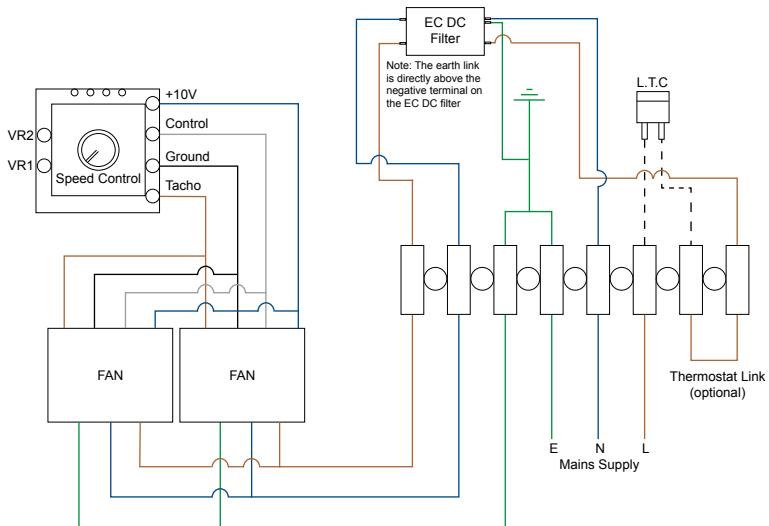 EC DC
Filter
Note: The earth link
is directly above the
negative terminal on
the EC DC filter
L.T.C
+10V
Control
VR2
Ground
VR1
Speed Control
Tacho
FAN
FAN
Thermostat Link
(optional)
E
N
L
Mains Supply